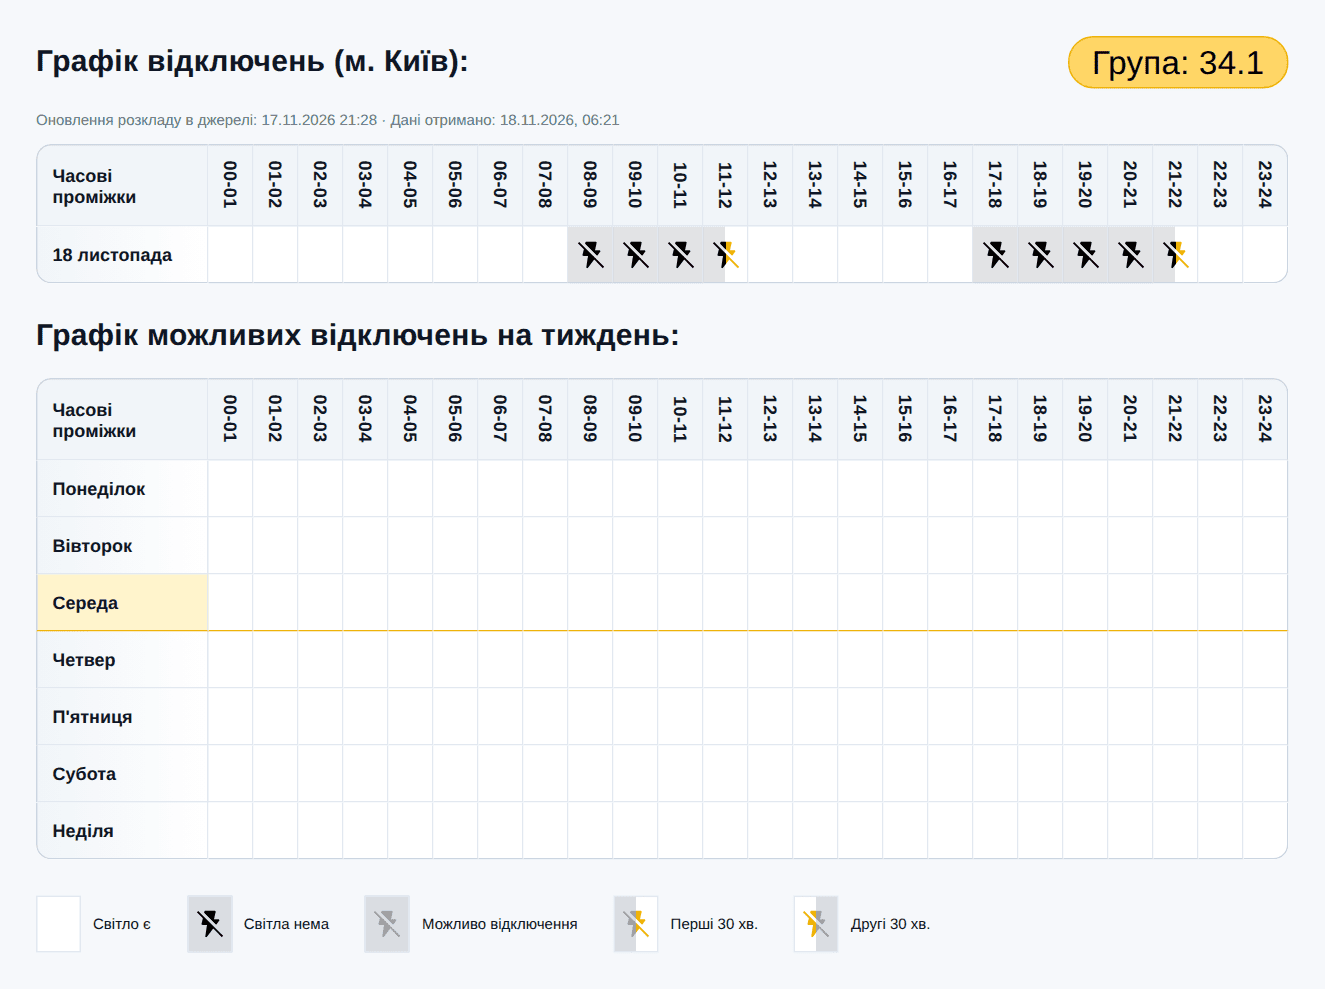 Графік відключень (м. Київ):
Група: 34.1
Оновлення розкладу в джерелі: 17.11.2026 21:28 · Дані отримано: 18.11.2026, 06:21
Часові
проміжки
00-01
01-02
02-03
03-04
04-05
05-06
06-07
07-08
08-09
09-10
10-11
11-12
12-13
13-14
14-15
15-16
16-17
17-18
18-19
19-20
20-21
21-22
22-23
23-24
18 листопада
Графік можливих відключень на тиждень:
Часові
проміжки
00-01
01-02
02-03
03-04
04-05
05-06
06-07
07-08
08-09
09-10
10-11
11-12
12-13
13-14
14-15
15-16
16-17
17-18
18-19
19-20
20-21
21-22
22-23
23-24
Понеділок
Вівторок
Середа
Четвер
П'ятниця
Субота
Неділя
Світло є
Світла нема
Можливо відключення
Перші 30 хв.
Другі 30 хв.